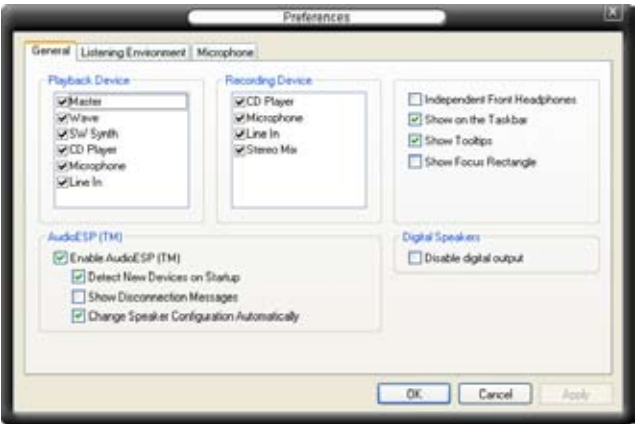 Preferences
General
Listening Environment
Microphone
Playback Device
Master
Wave
SW Synth
CD Player
Microphone
Line In
Recording Device
CD Player
Microphone
Line In
Stereo Mix
Independent Front Headphones
Show on the Taskbar
Show Tooltips
Show Focus Rectangle
AudioESP (TM)
Enable AudioESP (TM)
Detect New Devices on Startup
Show Disconnection Messages
Change Speaker Configuration Automatically
Digital Speakers
Disable digital output
OK
Cancel
Apply